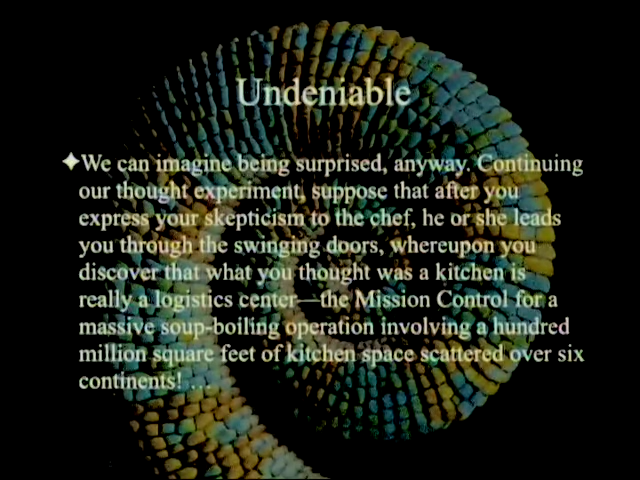 Undeniable
✦We can imagine being surprised, anyway. Continuing
our thought experiment, suppose that after you
express your skepticism to the chef, he or she leads
you through the swinging doors, whereupon you
discover that what you thought was a kitchen is
really a logistics center—the Mission Control for a
massive soup-boiling operation involving a hundred
million square feet of kitchen space scattered over six
continents! …